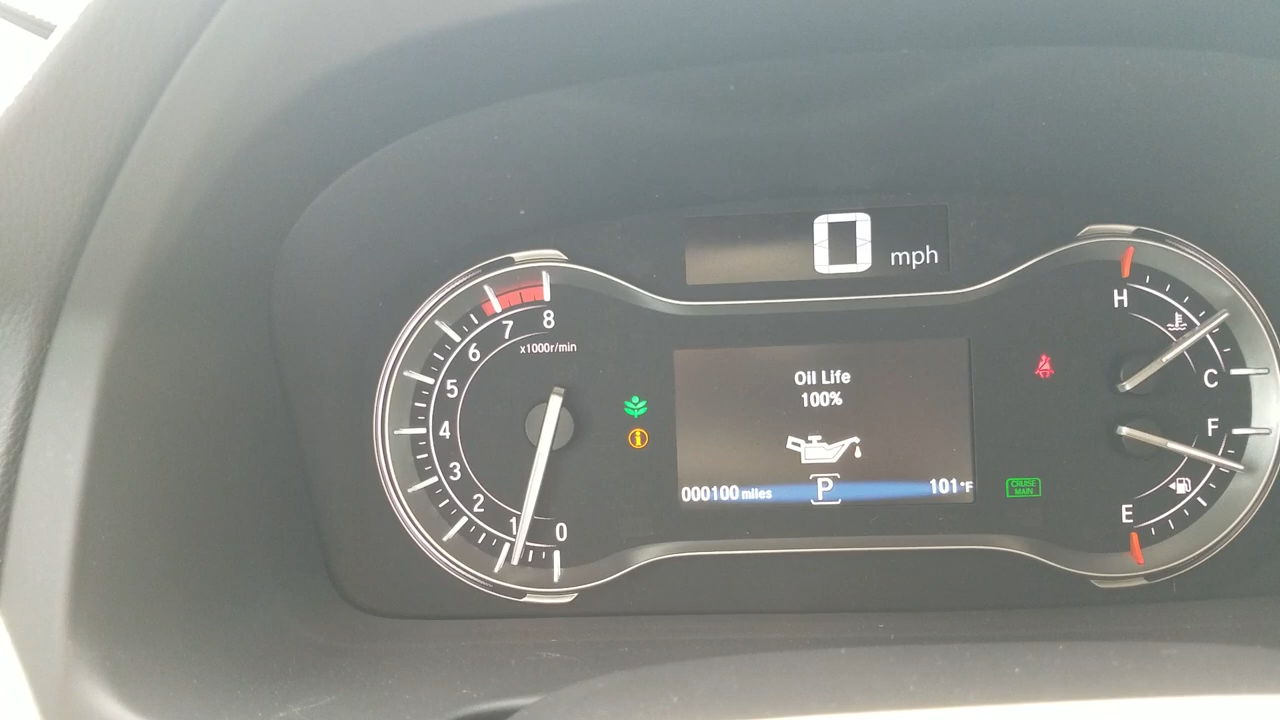 0 mph
8
7
6
5
4
3
2
1
0
x1000r/min
Oil Life
100%
000100 miles
P
101°F
CRUISE
MAIN
H
C
F
E